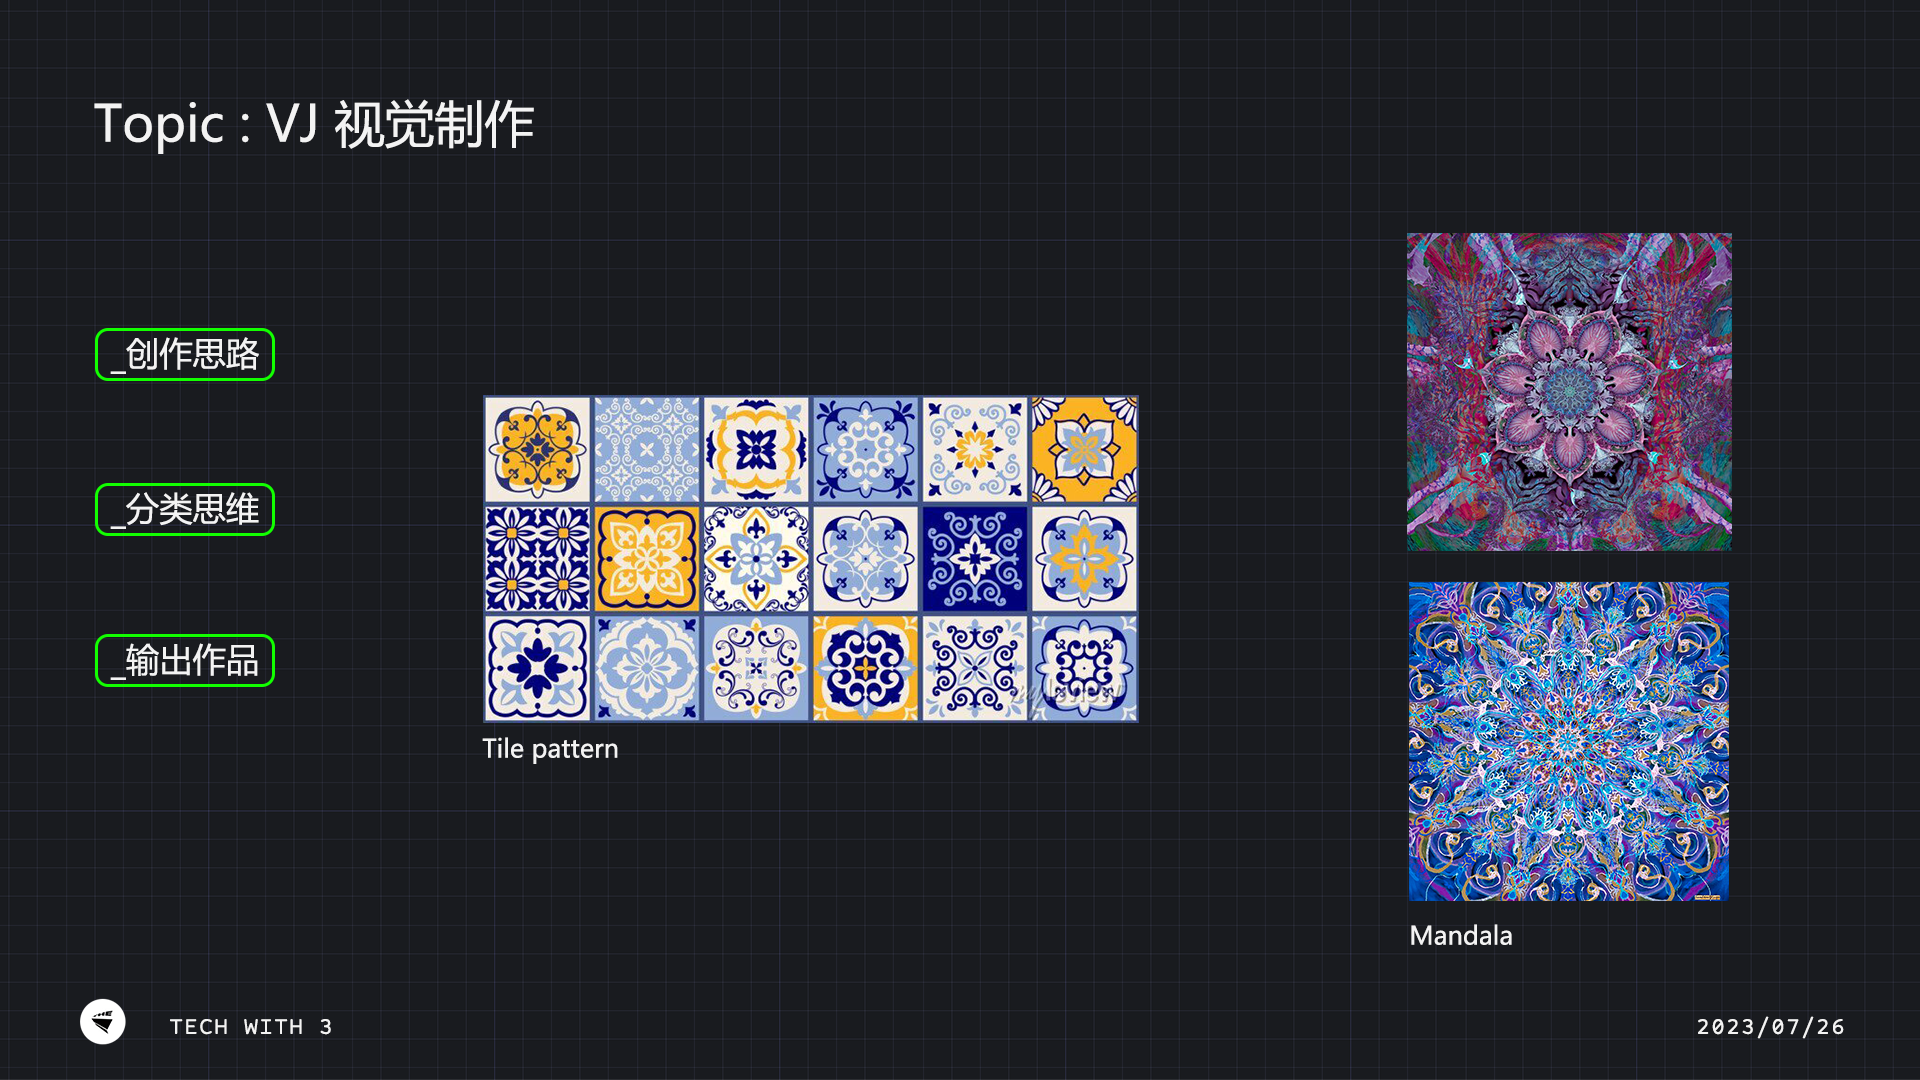 Topic : VJ 视觉制作
_创作思路
_分类思维
_输出作品
Tile pattern
Mandala
TECH WITH 3
2023/07/26